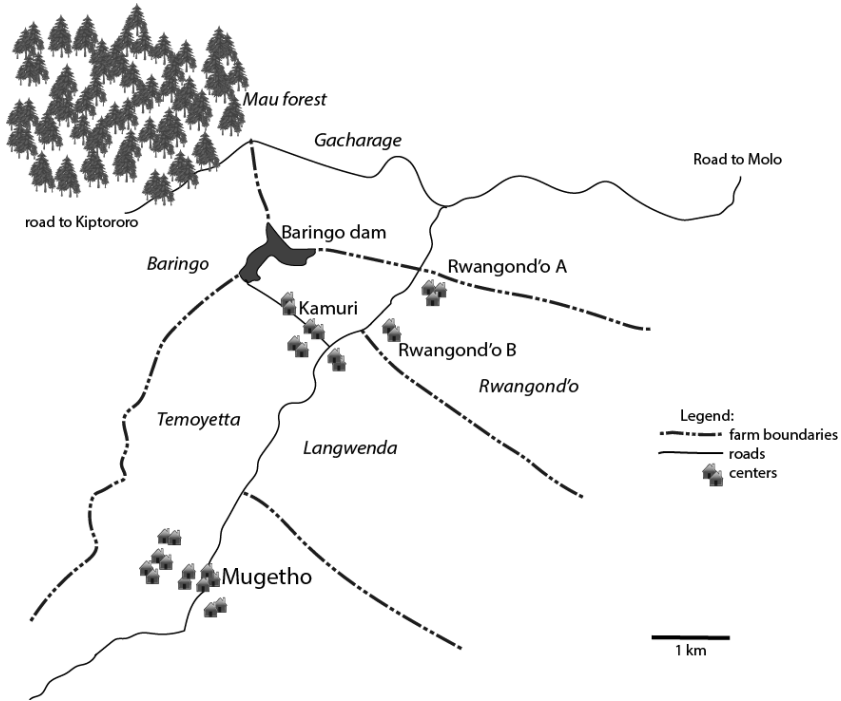 Mau forest
Gacharage
Road to Molo
road to Kiptororo
Baringo dam
Baringo
Rwangond'o A
Kamuri
Rwangond'o B
Rwangond'o
Temoyetta
Langwenda
Legend:
farm boundaries
roads
centers
Mugetho
1 km